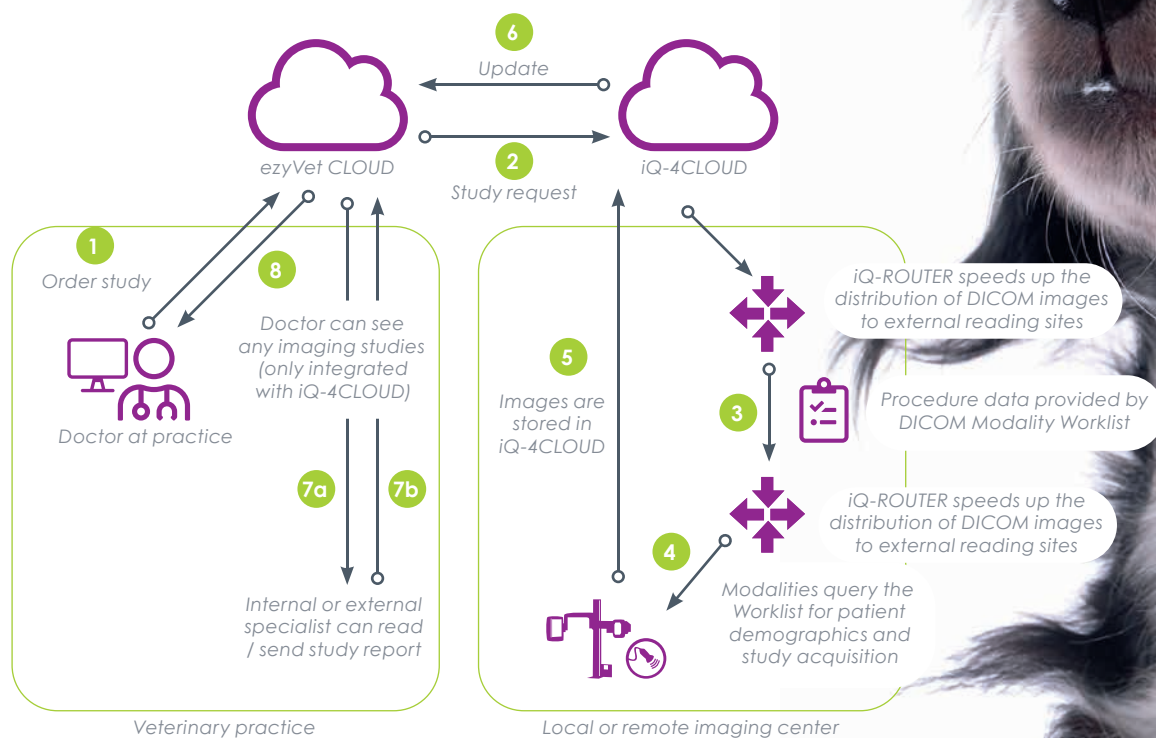 6
Update
ezyVet CLOUD
2
Study request
iQ-4CLOUD
1
Order study
8
Doctor at practice
Doctor can see
any imaging studies
(only integrated
with iQ-4CLOUD)
7a
7b
Internal or external
specialist can read
/ send study report
Veterinary practice
5
Images are
stored in
iQ-4CLOUD
iQ-ROUTER speeds up the
distribution of DICOM images
to external reading sites
3
Procedure data provided by
DICOM Modality Worklist
iQ-ROUTER speeds up the
distribution of DICOM images
to external reading sites
4
Modalities query the
Worklist for patient
demographics and
study acquisition
Local or remote imaging center